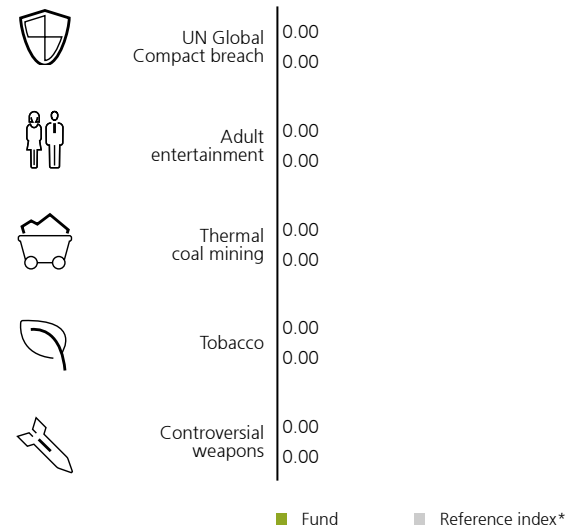 UN Global
Compact breach
0.00
0.00
Adult
entertainment
0.00
0.00
Thermal
coal mining
0.00
0.00
Tobacco
0.00
0.00
Controversial
weapons
0.00
0.00
Fund
Reference index*